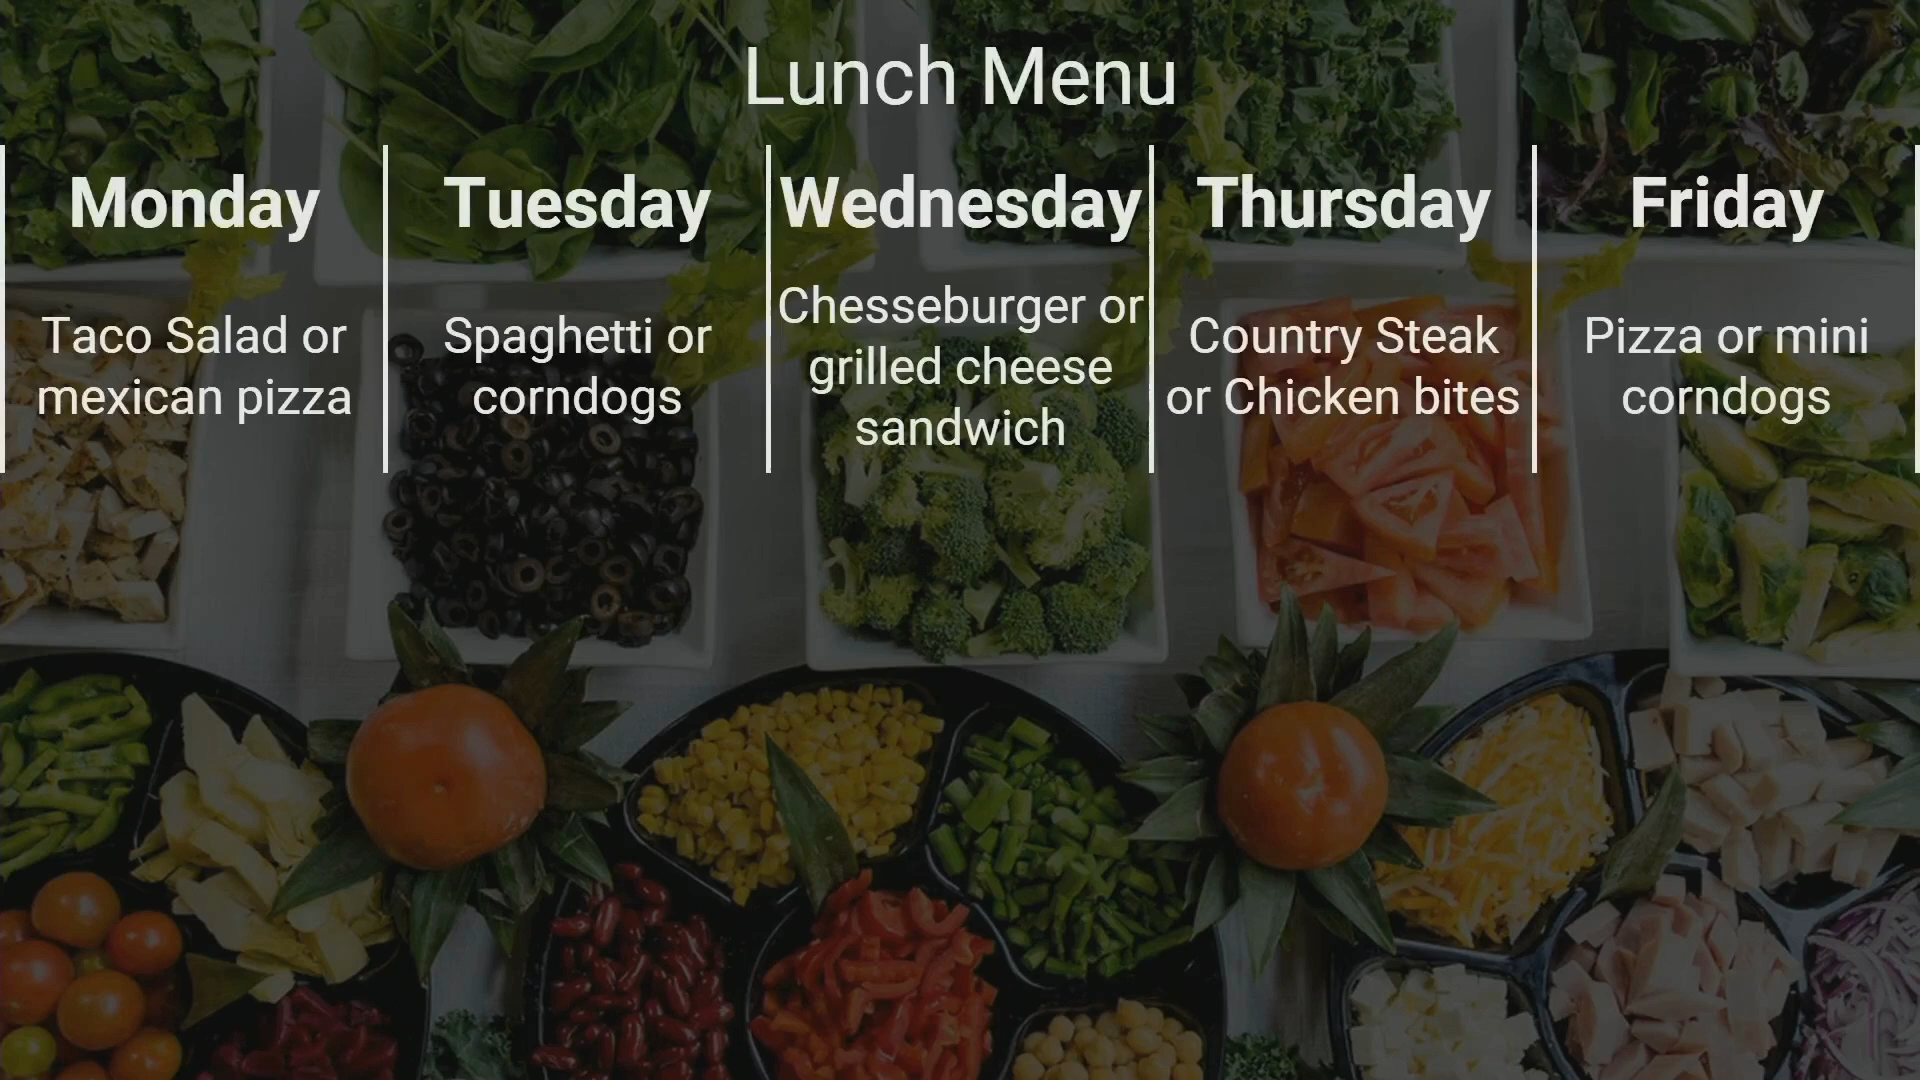 Lunch Menu
Monday
Tuesday
Wednesday
Thursday
Friday
Taco Salad or
mexican pizza
Spaghetti or
corndogs
Chesseburger or
grilled cheese
sandwich
Country Steak
or Chicken bites
Pizza or mini
corndogs